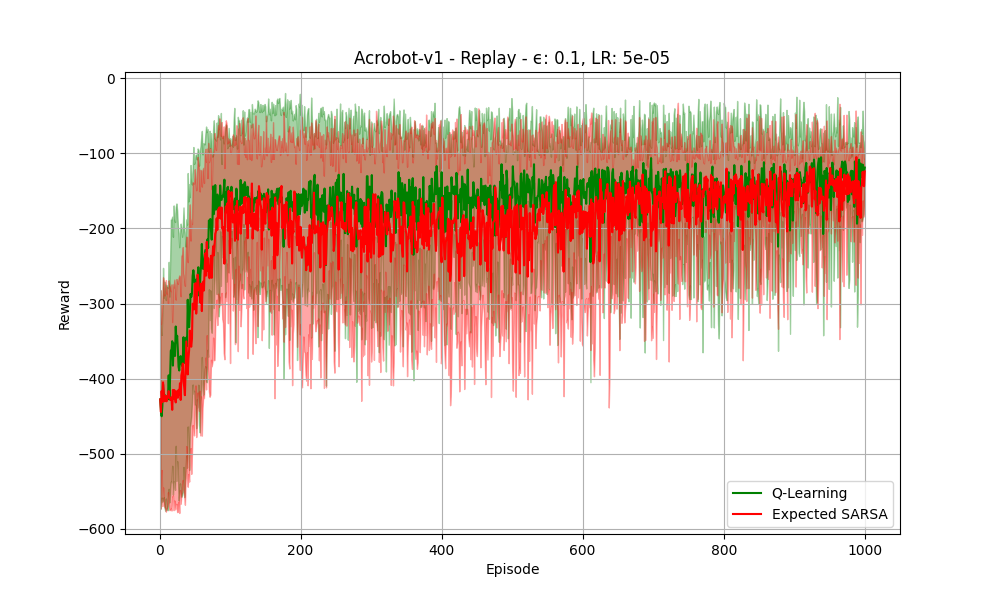 Acrobot-v1 - Replay - ϵ: 0.1, LR: 5e-05
0
−100
−200
−300
−400
−500
−600
Reward
0
200
400
600
800
1000
Episode
Q-Learning
Expected SARSA